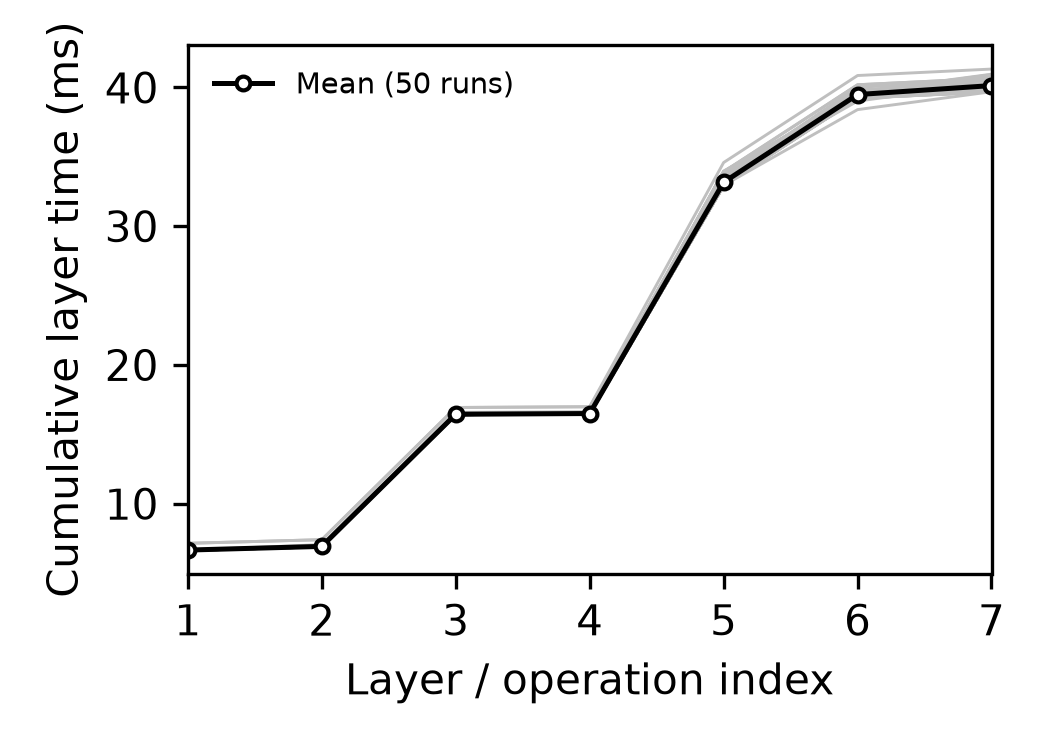 Cumulative layer time (ms)
40
30
20
10
Mean (50 runs)
1 2 3 4 5 6 7
Layer / operation index